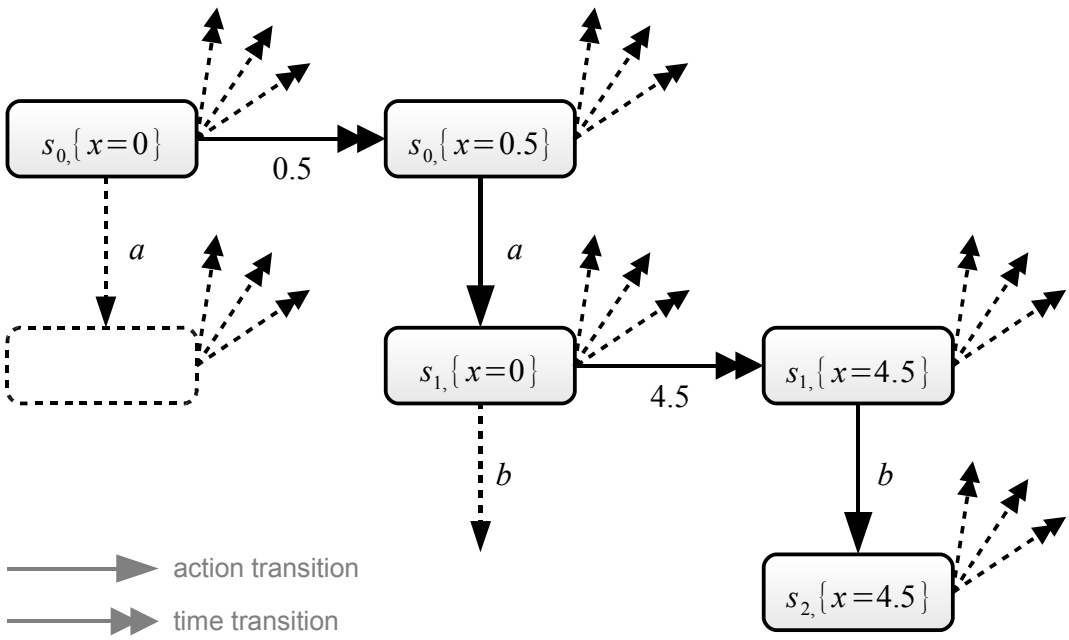 s0,{x=0}
0.5
s0,{x=0.5}
a
a
s1,{x=0}
4.5
s1,{x=4.5}
b
b
action transition
s2,{x=4.5}
time transition